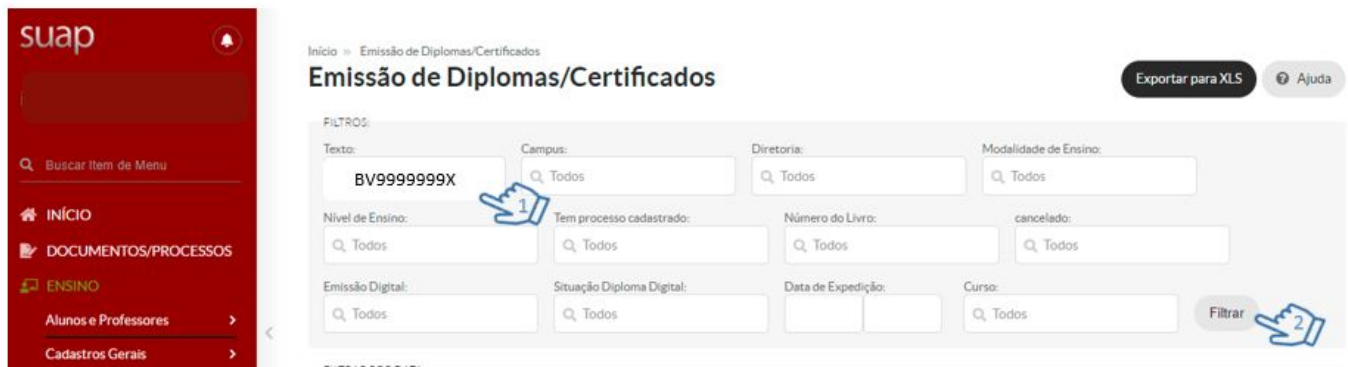 suap
Buscar Item de Menu
INÍCIO
DOCUMENTOS/PROCESSOS
ENSINO
Alunos e Professores
Cadastros Gerais
Início » Emissão de Diplomas/Certificados
Emissão de Diplomas/Certificados
Exportar para XLS
Ajuda
FILTROS:
Texto: Campus: Diretoria: Modalidade de Ensino:
BV9999999X Todos Todos Todos
1
Nível de Ensino: Tem processo cadastrado: Número do Livro: cancelado:
Todos Todos Todos Todos
Emissão Digital: Situação Diploma Digital: Data de Expedição: Curso:
Todos Todos Todos Filtrar
2